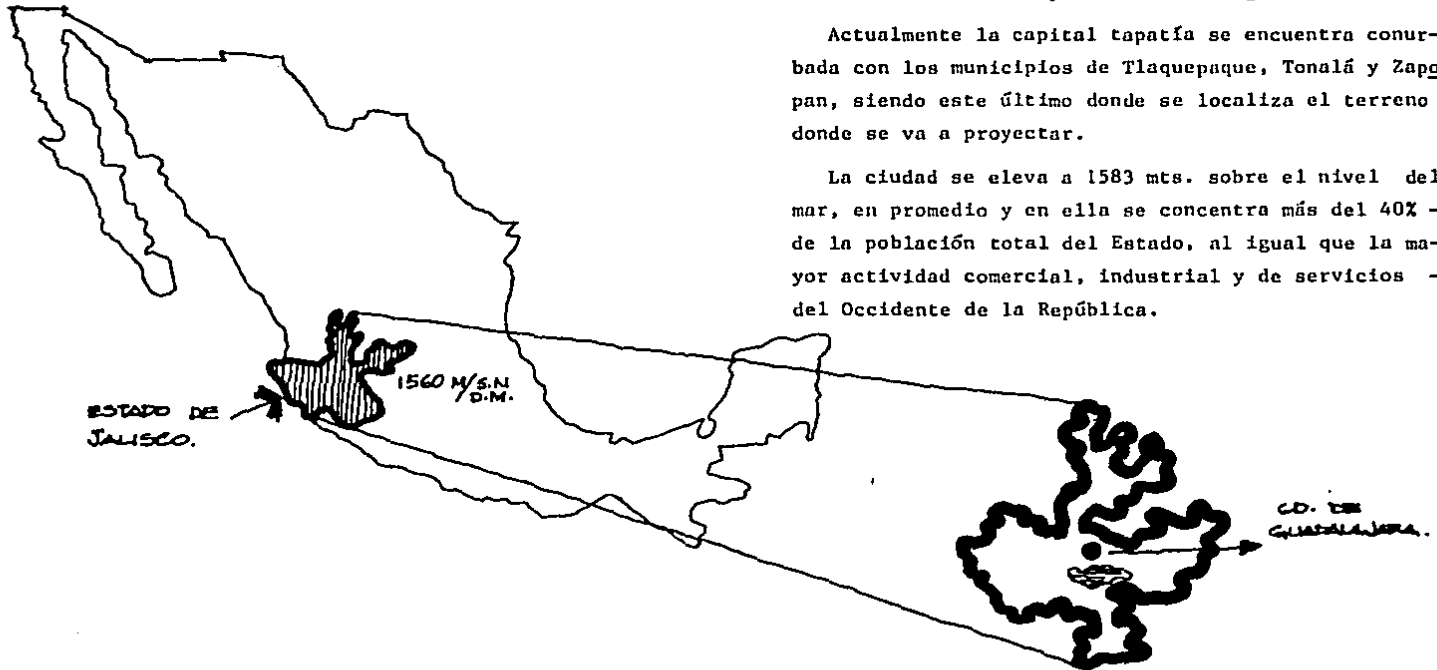 Actualmente la capital tapatía se encuentra conur-
bada con los municipios de Tlaquepaque, Tonalá y Zapo
pan, siendo este último donde se localiza el terreno
donde se va a proyectar.
La ciudad se eleva a 1583 mts. sobre el nivel del
mar, en promedio y en ella se concentra más del 40% -
de la población total del Estado, al igual que la ma-
yor actividad comercial, industrial y de servicios -
del Occidente de la República.
1560 M/S.N
D.M.
ESTADO DE
JALISCO.
CD. DE
GUADALAJARA.